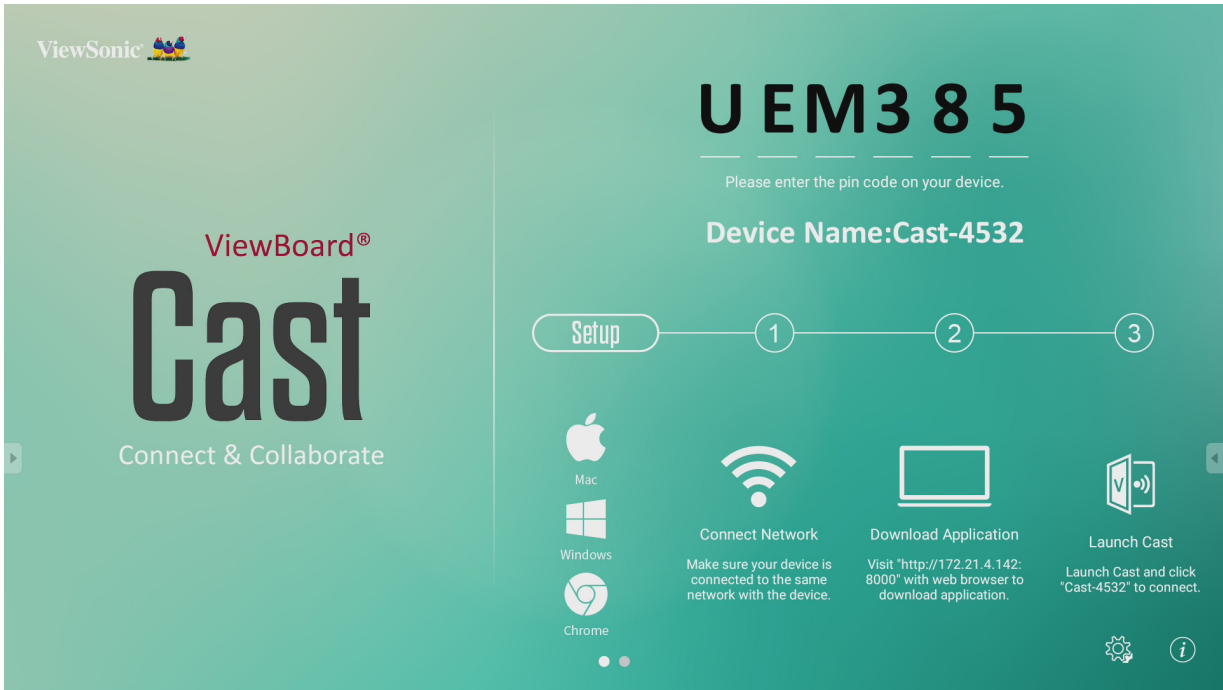 ViewSonic
UEM385
Please enter the pin code on your device.
Device Name:Cast-4532
ViewBoard®
Cast
Connect & Collaborate
Setup
1
2
3
Mac
Windows
Chrome
Connect Network
Make sure your device is
connected to the same
network with the device.
Download Application
Visit "http://172.21.4.142:
8000" with web browser to
download application.
V
Launch Cast
Launch Cast and click
"Cast-4532" to connect.
i